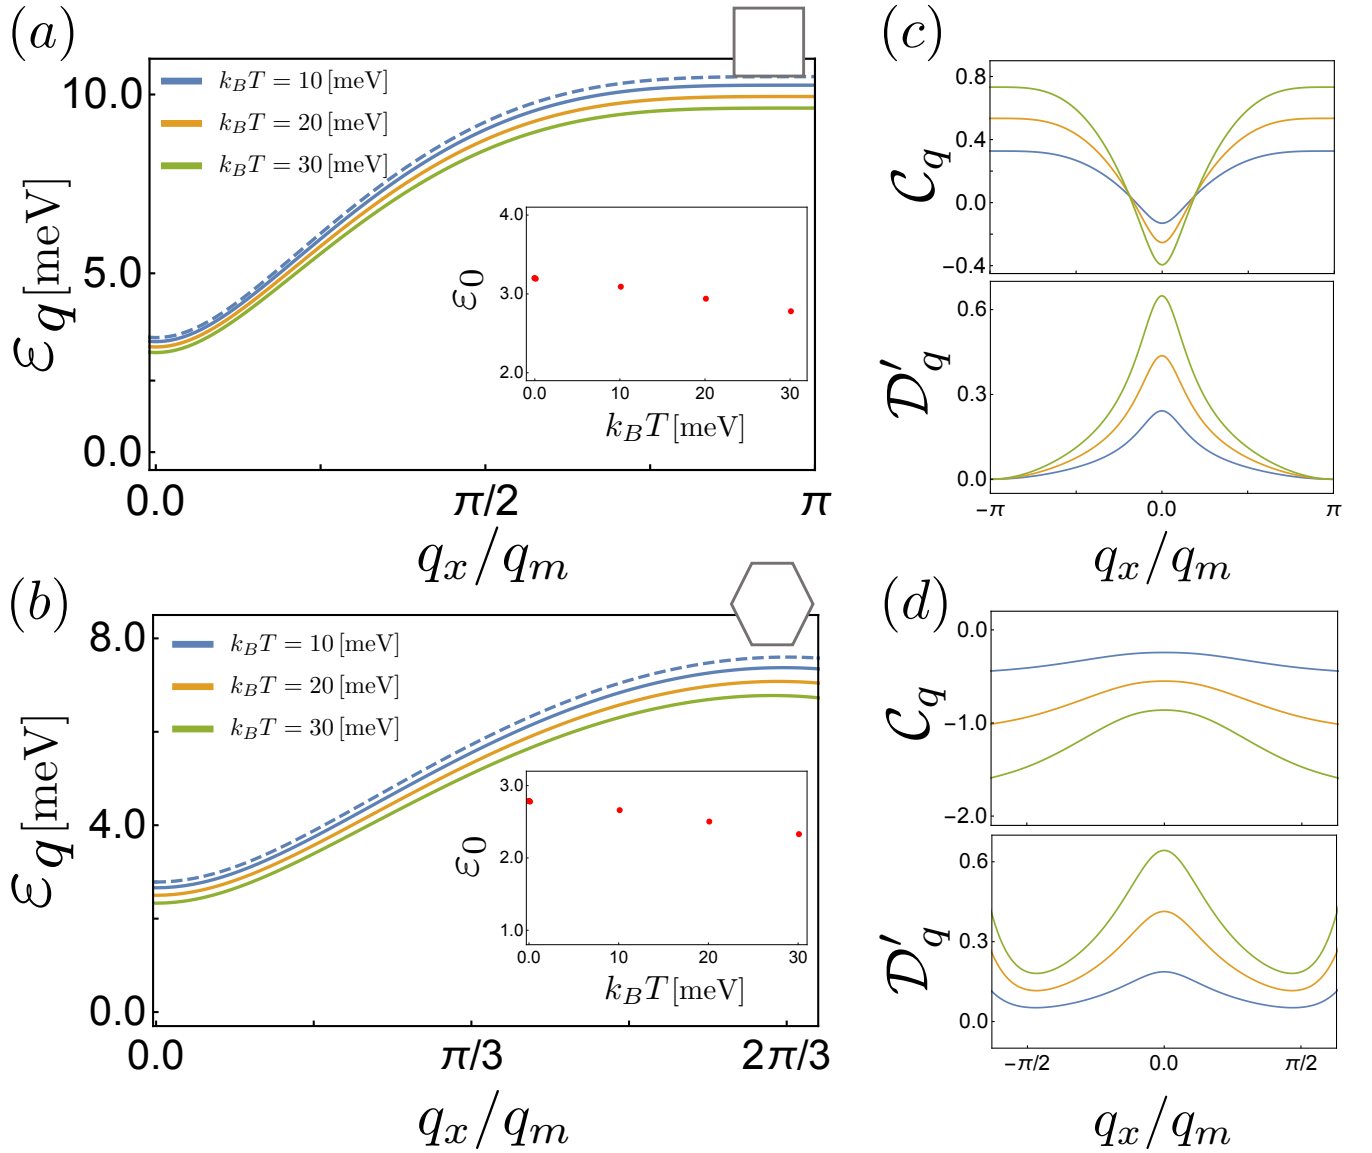 (a)
10.0
5.0
0.0
ε_q [meV]
k_BT = 10 [meV]
k_BT = 20 [meV]
k_BT = 30 [meV]
4.0
3.0
2.0
ε_0
0.0 10 20 30
k_BT [meV]
0.0 π/2 π
q_x/q_m
(b)
8.0
4.0
0.0
ε_q [meV]
k_BT = 10 [meV]
k_BT = 20 [meV]
k_BT = 30 [meV]
3.0
2.0
1.0
ε_0
0.0 10 20 30
k_BT [meV]
0.0 π/3 2π/3
q_x/q_m
(c)
0.8
0.4
0.0
−0.4
C_q
0.6
0.3
0.0
D′_q
−π 0.0 π
q_x/q_m
(d)
0.0
−1.0
−2.0
C_q
0.6
0.3
0.0
D′_q
−π/2 0.0 π/2
q_x/q_m